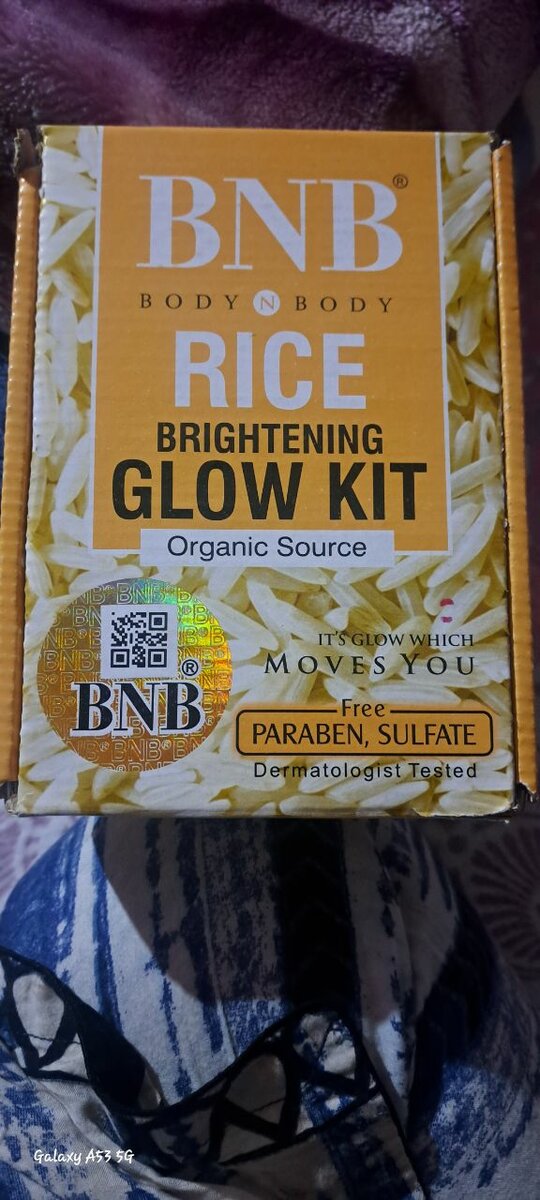 BNB®
BODY N BODY
RICE
BRIGHTENING
GLOW KIT
Organic Source
BNB®
IT'S GLOW WHICH
MOVES YOU
Free
PARABEN, SULFATE
Dermatologist Tested
Galaxy A53 5G